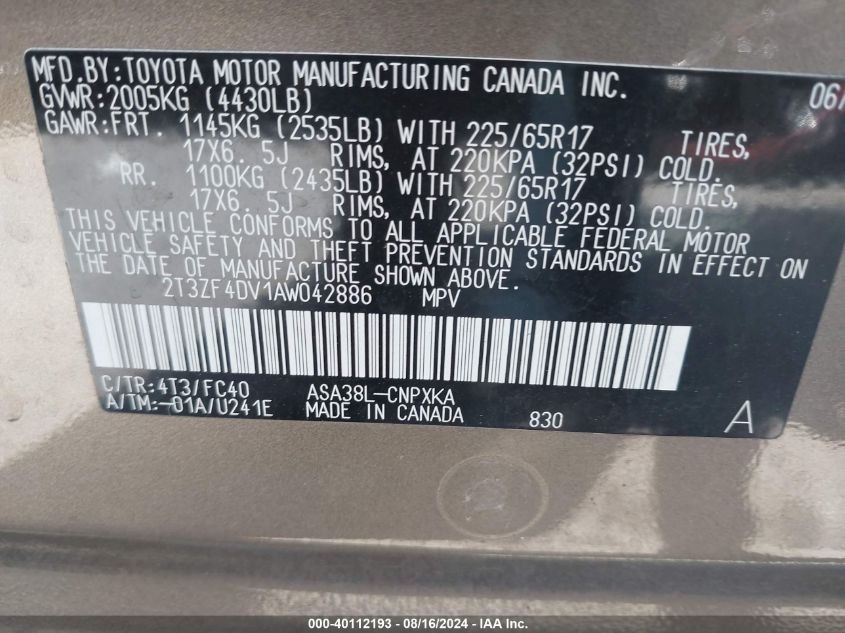 MFD.BY:TOYOTA MOTOR MANUFACTURING CANADA INC. 06/
GVWR:2005KG (4430LB)
GAWR:FRT. 1145KG (2535LB) WITH 225/65R17 TIRES,
17X6. 5J RIMS, AT 220KPA (32PSI) COLD.
RR. 1100KG (2435LB) WITH 225/65R17 TIRES,
17X6. 5J RIMS, AT 220KPA (32PSI) COLD.
THIS VEHICLE CONFORMS TO ALL APPLICABLE FEDERAL MOTOR
VEHICLE SAFETY AND THEFT PREVENTION STANDARDS IN EFFECT ON
THE DATE OF MANUFACTURE SHOWN ABOVE.
2T3ZF4DV1AW042886 MPV
C/TR:4T3/FC40 ASA38L-CNPXKA
A/TM:-01A/U241E MADE IN CANADA 830 A
000-40112193 - 08/16/2024 - IAA Inc.